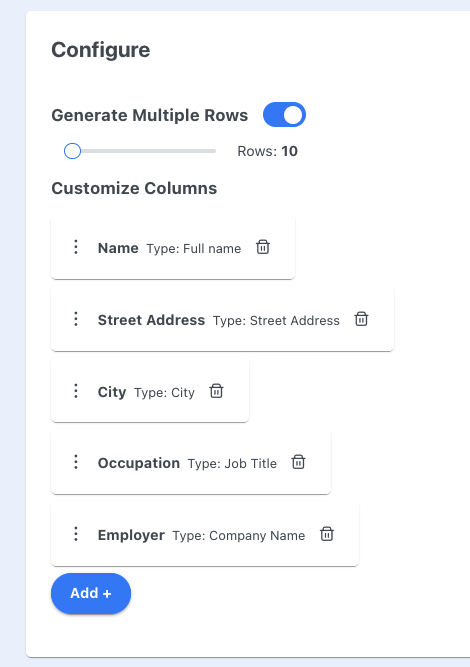 Configure
Generate Multiple Rows
Rows: 10
Customize Columns
Name Type: Full name
Street Address Type: Street Address
City Type: City
Occupation Type: Job Title
Employer Type: Company Name
Add +